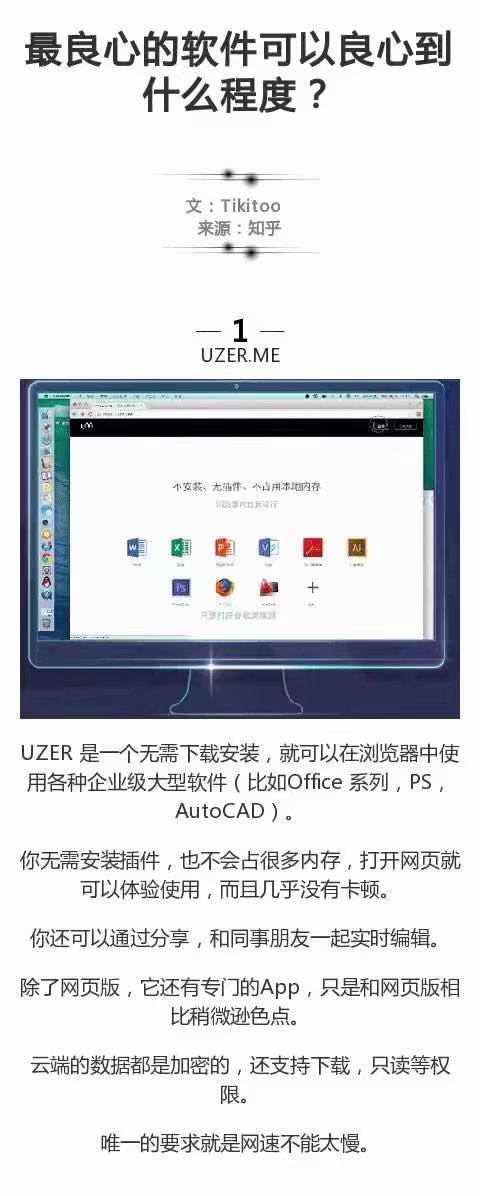 最良心的软件可以良心到
什么程度？
文：Tikitoo
来源：知乎
1
UZER.ME
不安装、无插件、不占用本地内存
Ps
Ai
UZER 是一个无需下载安装，就可以在浏览器中使
用各种企业级大型软件（比如Office 系列，PS，
AutoCAD）。
你无需安装插件，也不会占很多内存，打开网页就
可以体验使用，而且几乎没有卡顿。
你还可以通过分享，和同事朋友一起实时编辑。
除了网页版，它还有专门的App，只是和网页版相
比稍微逊色点。
云端的数据都是加密的，还支持下载，只读等权
限。
唯一的要求就是网速不能太慢。